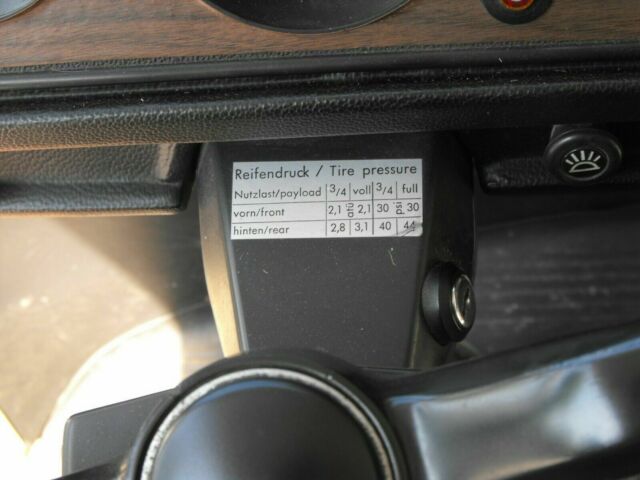 Reifendruck / Tire pressure
Nutzlast/payload 3/4 voll 3/4 full
vorn/front 2,1 atü 2,1 30 psi 30
hinten/rear 2,8 3,1 40 44